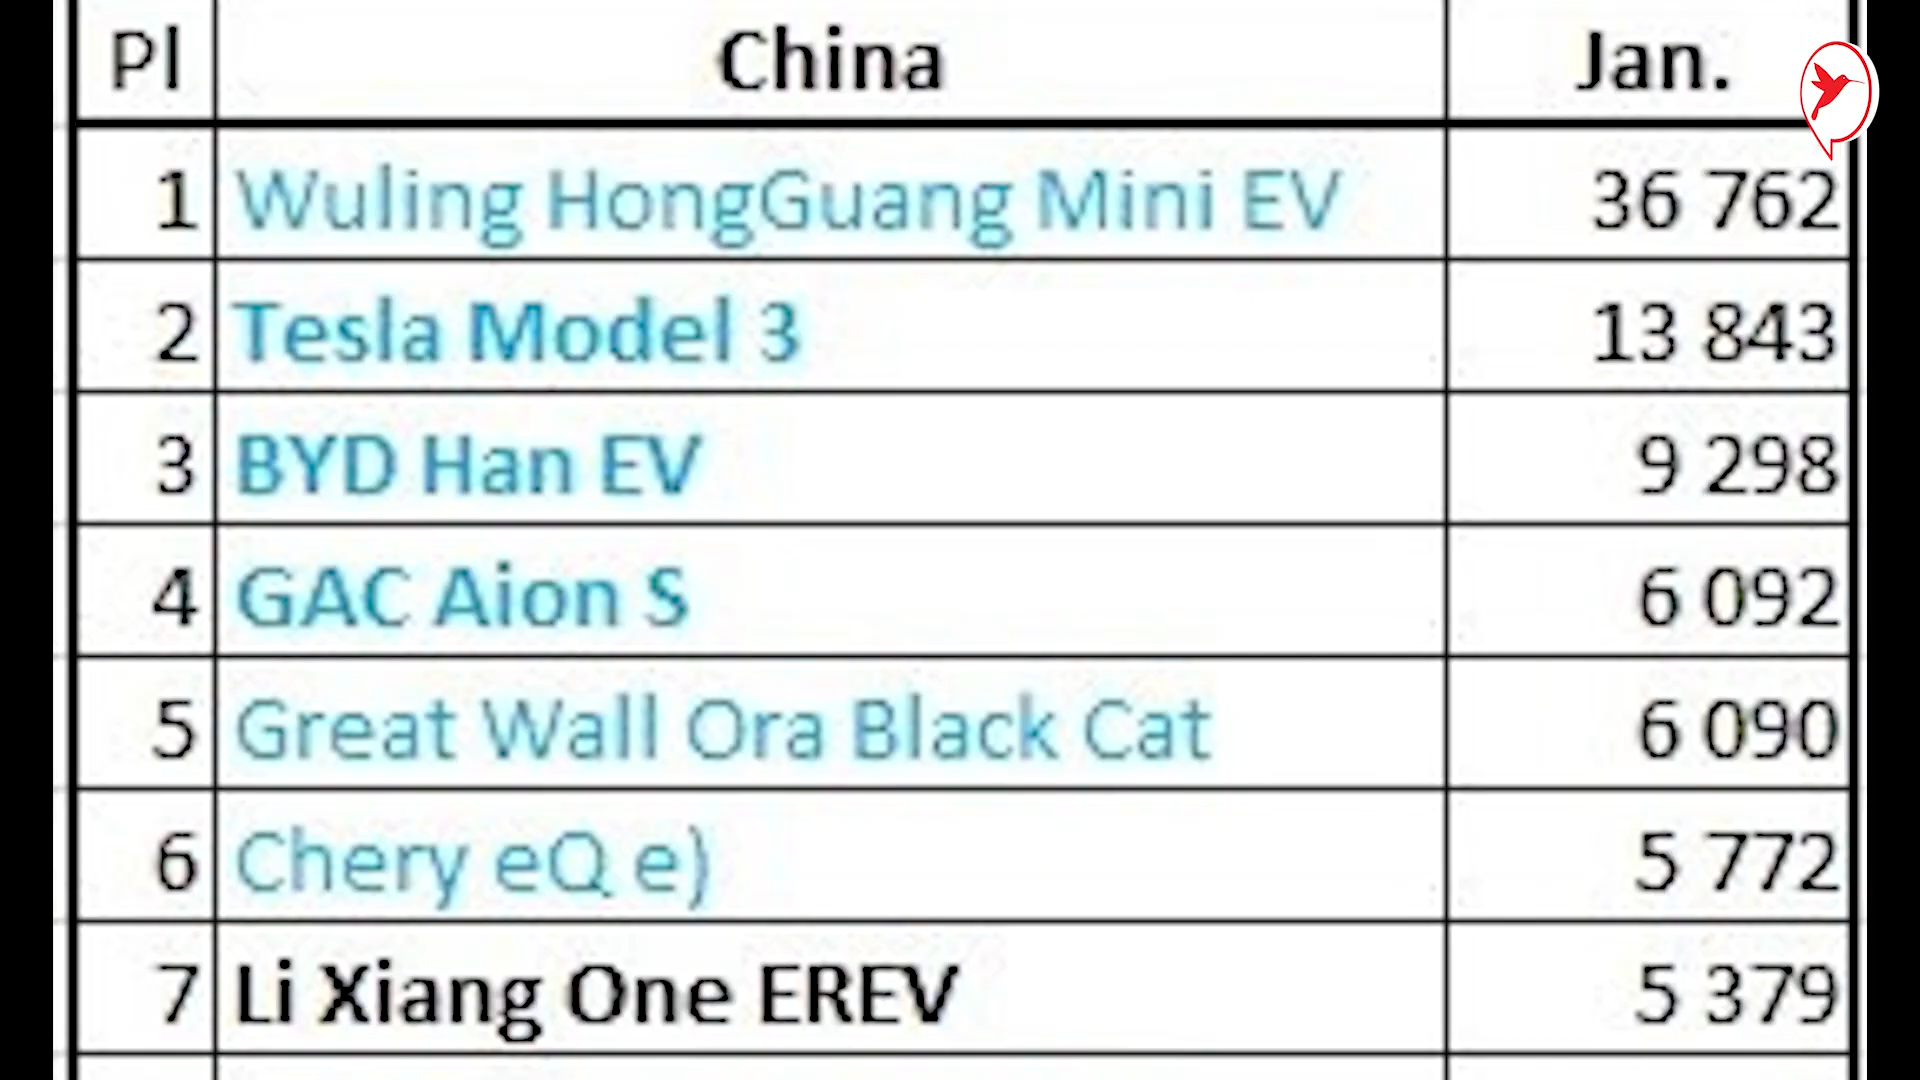 Pl China Jan.
1 Wuling HongGuang Mini EV 36 762
2 Tesla Model 3 13 843
3 BYD Han EV 9 298
4 GAC Aion S 6 092
5 Great Wall Ora Black Cat 6 090
6 Chery eQ e) 5 772
7 Li Xiang One EREV 5 379